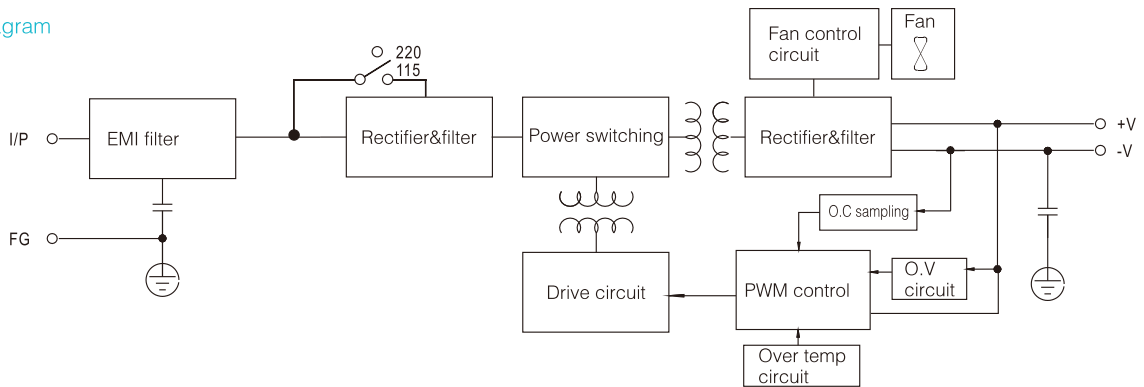 agram
220
115
Fan control
circuit
Fan
I/P
EMI filter
Rectifier&filter
Power switching
Rectifier&filter
+V
-V
FG
O.C sampling
Drive circuit
PWM control
O.V
circuit
Over temp
circuit